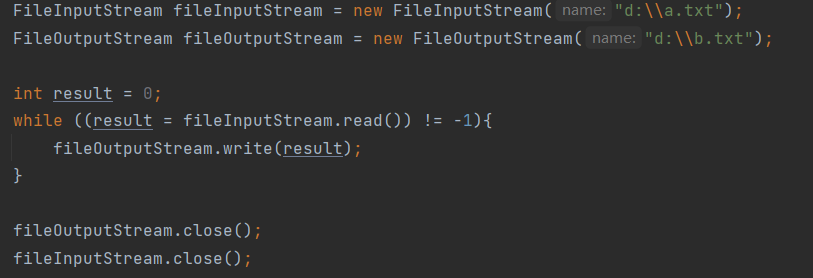 FileInputStream fileInputStream = new FileInputStream( name: "d:\\a.txt");
FileOutputStream fileOutputStream = new FileOutputStream( name: "d:\\b.txt");
int result = 0;
while ((result = fileInputStream.read()) != -1){
fileOutputStream.write(result);
}
fileOutputStream.close();
fileInputStream.close();